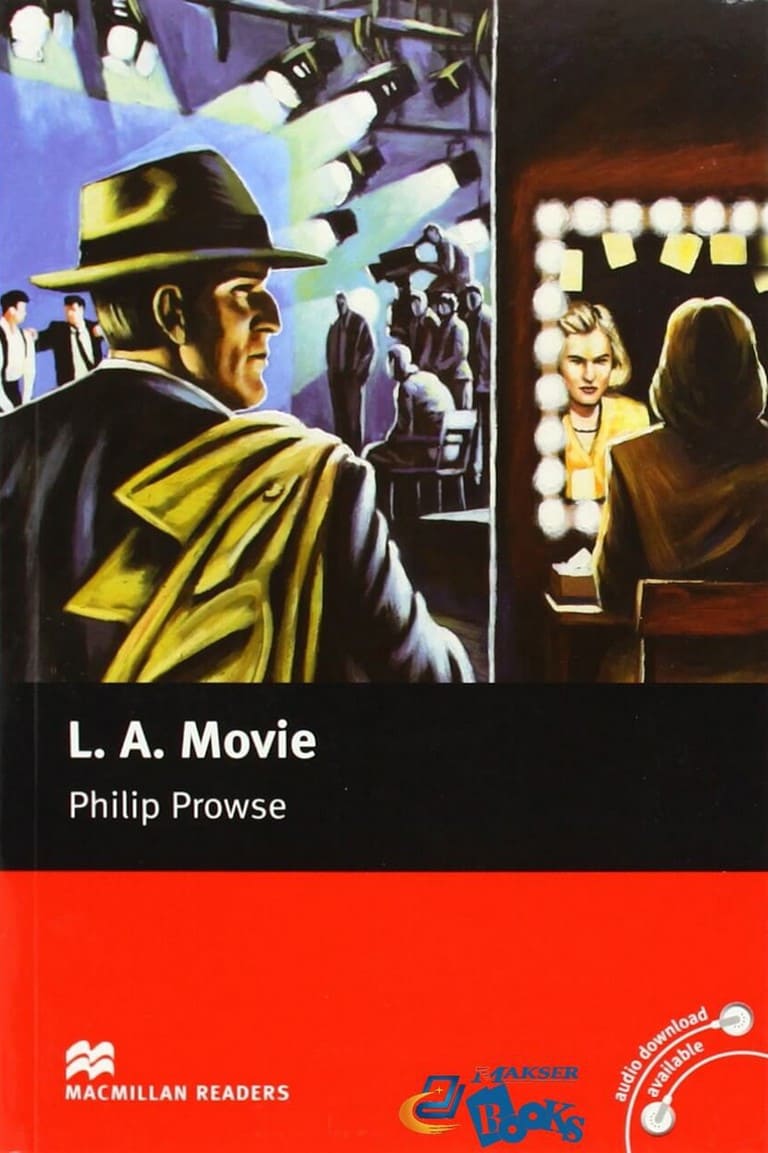 L. A. Movie
Philip Prowse
MACMILLAN READERS
MAKSER
BOOKS
audio download
available